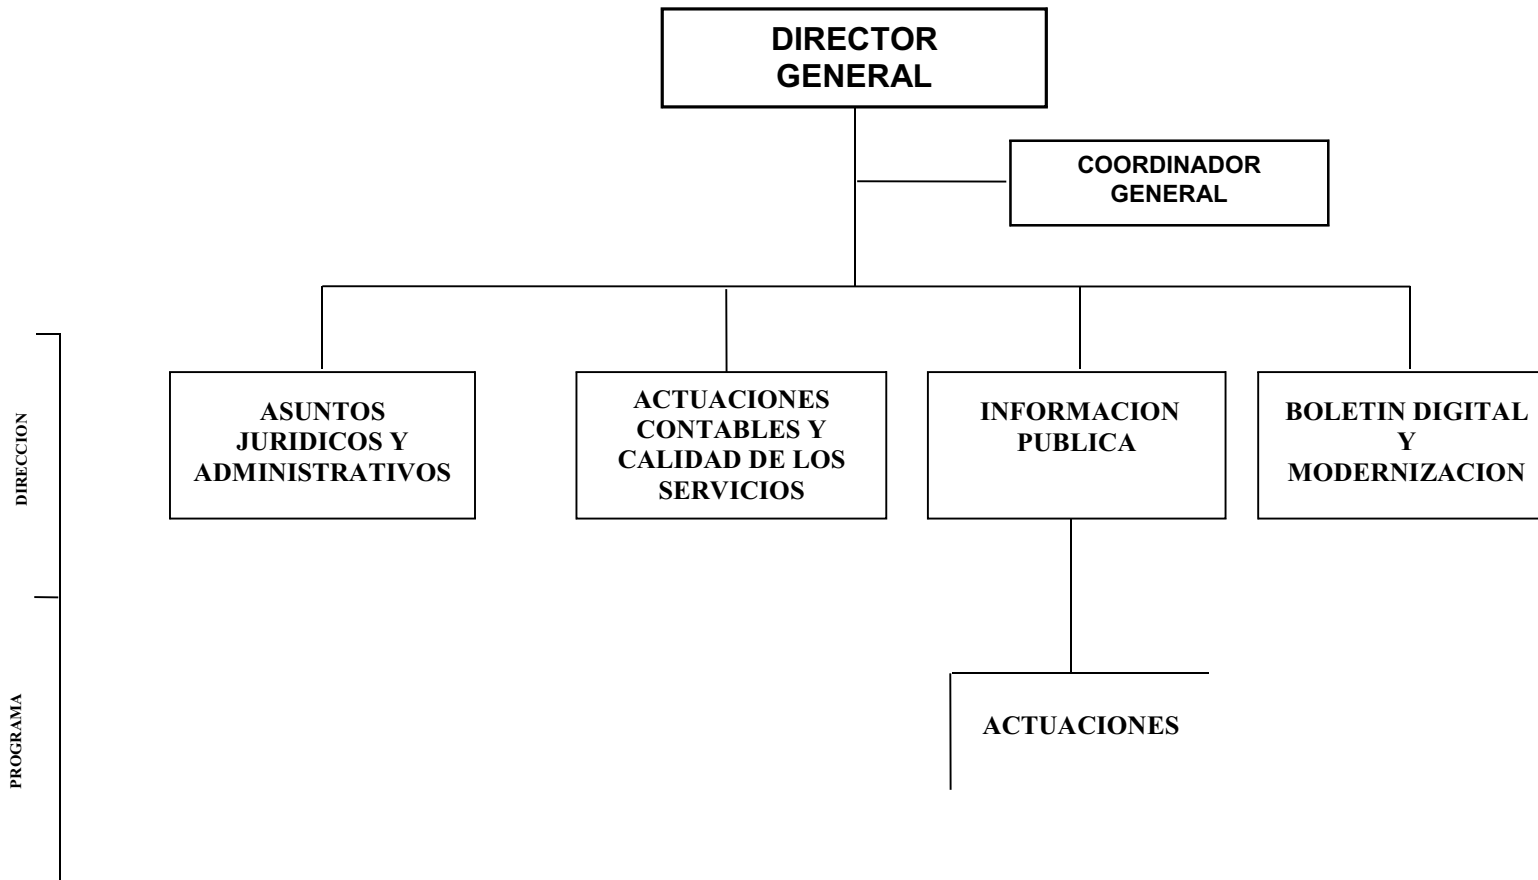 DIRECTOR
GENERAL
COORDINADOR
GENERAL
DIRECCION
ASUNTOS
JURIDICOS Y
ADMINISTRATIVOS
ACTUACIONES
CONTABLES Y
CALIDAD DE LOS
SERVICIOS
INFORMACION
PUBLICA
BOLETIN DIGITAL
Y
MODERNIZACION
PROGRAMA
ACTUACIONES